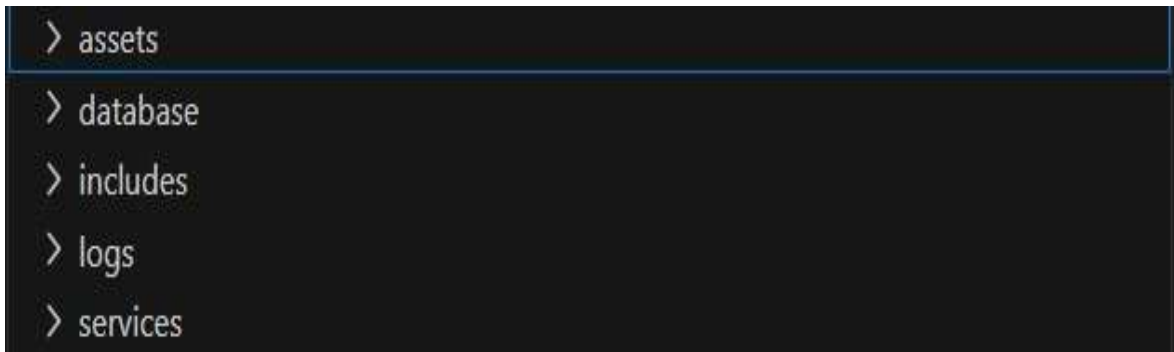 assets
database
includes
logs
services